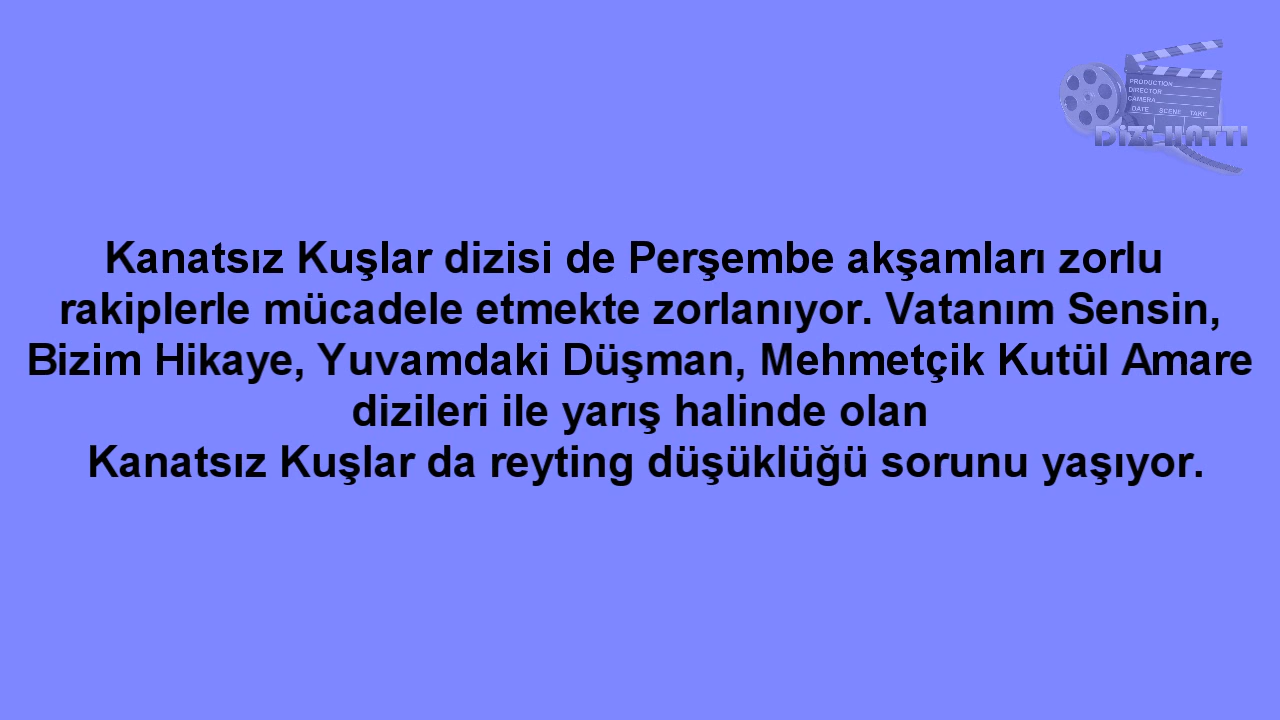 PRODUCTION
DIRECTOR
CAMERA
DATE SCENE TAKE
DİZİ HATTI
Kanatsız Kuşlar dizisi de Perşembe akşamları zorlu
rakiplerle mücadele etmekte zorlanıyor. Vatanım Sensin,
Bizim Hikaye, Yuvamdaki Düşman, Mehmetçik Kutül Amare
dizileri ile yarış halinde olan
Kanatsız Kuşlar da reyting düşüklüğü sorunu yaşıyor.